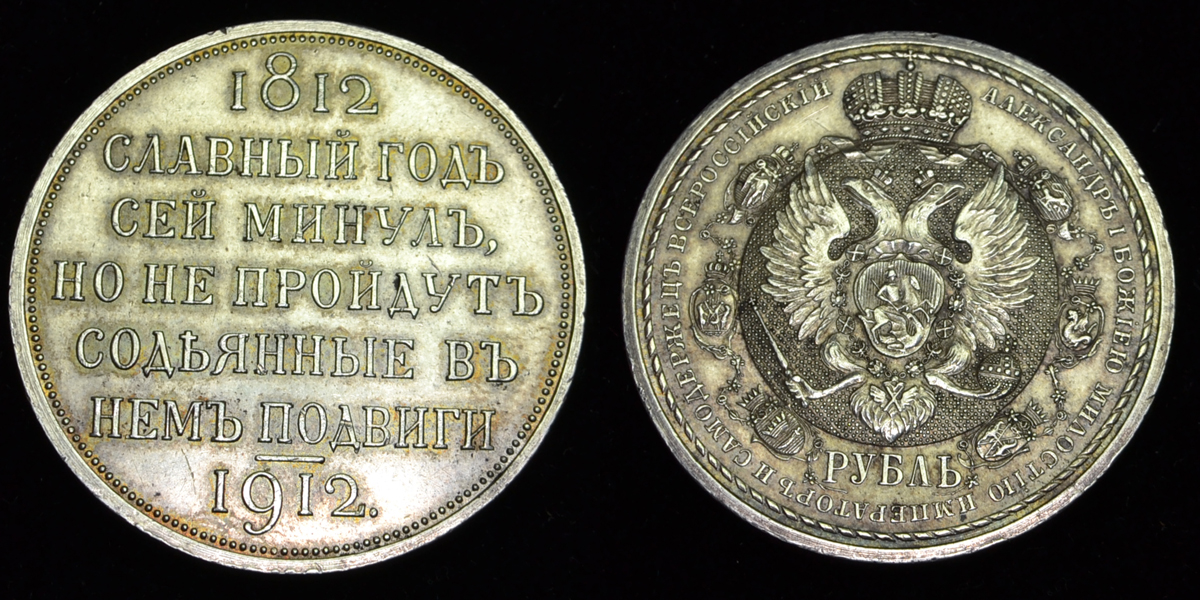 1812
СЛАВНЫЙ ГОДЪ
СЕЙ МИНУЛЪ,
НО НЕ ПРОЙДУТЪ
СОДѢЯННЫЕ ВЪ
НЕМЪ ПОДВИГИ
1912.
АЛЕКСАНДРЪ I БОЖІЕЮ МИЛОСТІЮ ИМПЕРАТОРЪ И САМОДЕРЖЕЦЪ ВСЕРОССІЙСКІЙ
РУБЛЬ